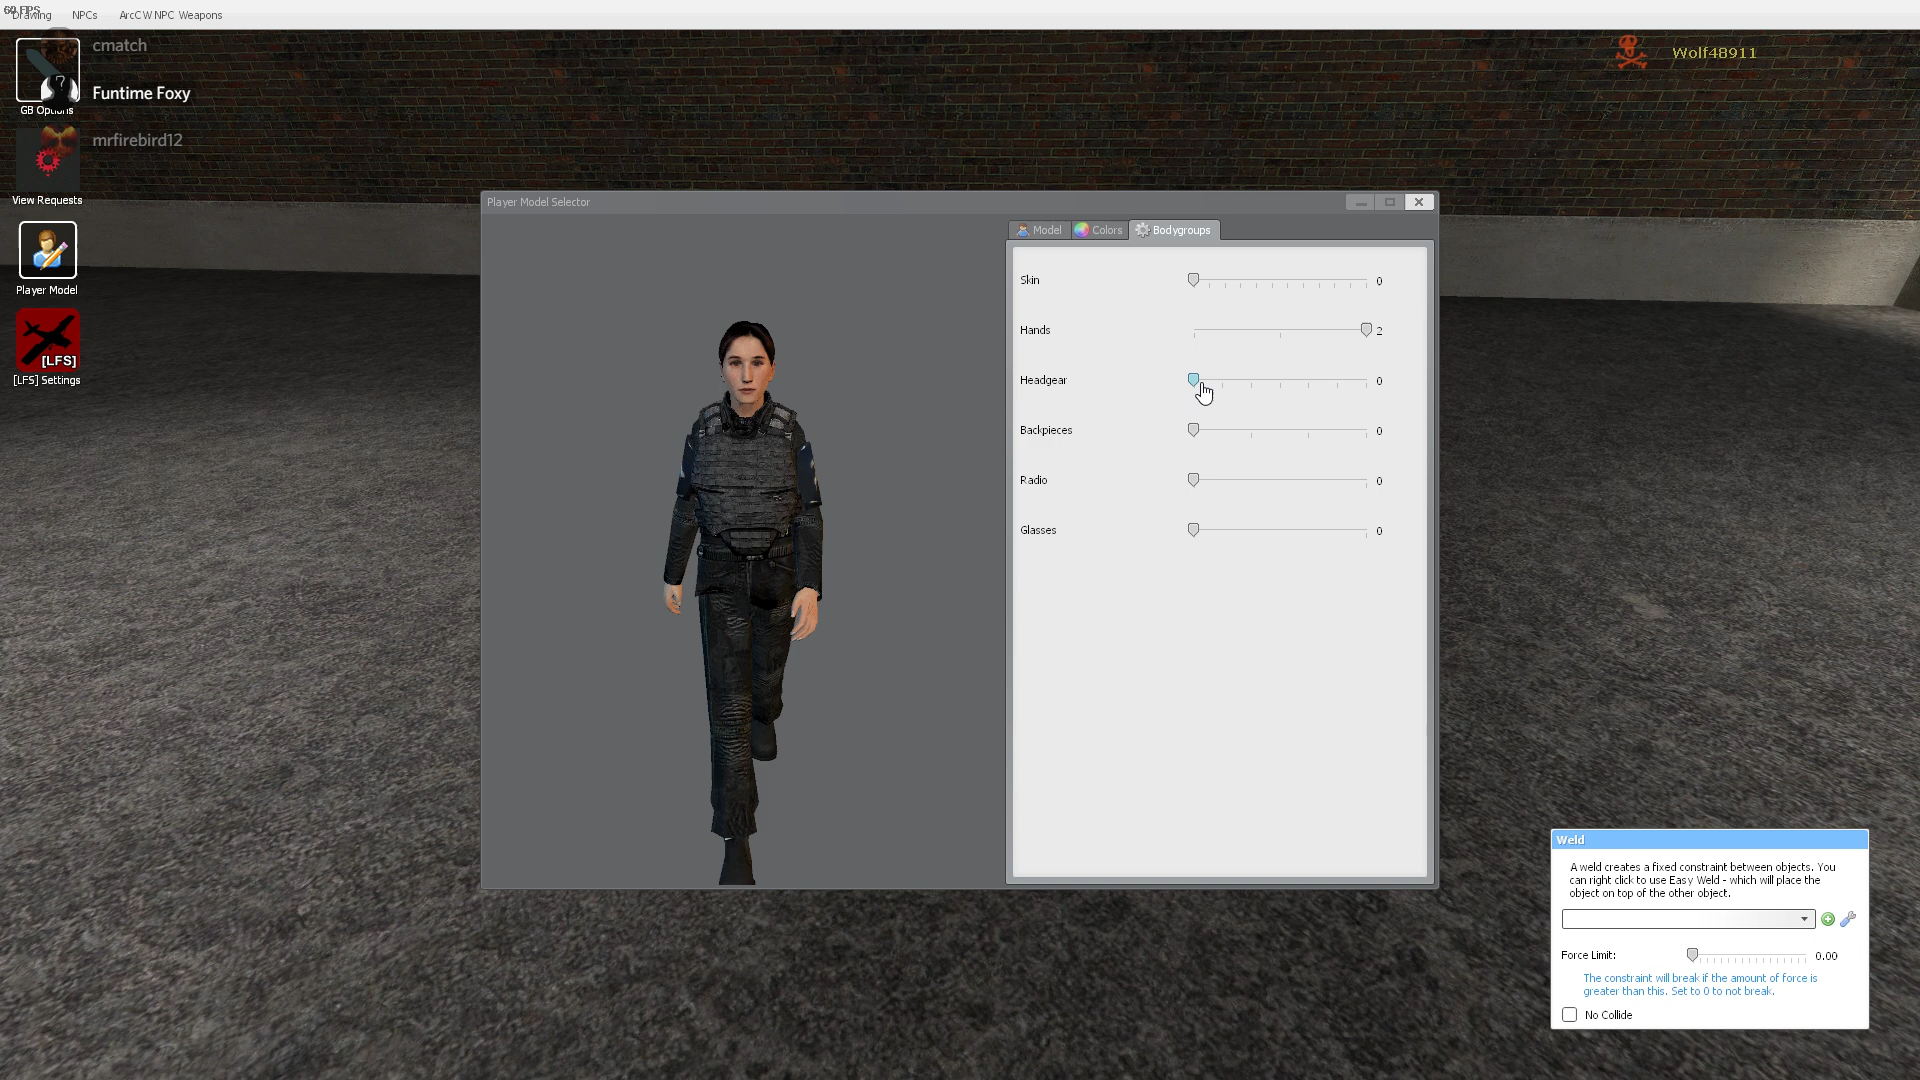 60 FPS
Drawing NPCs ArcCW NPC Weapons
cmatch
?
Funtime Foxy
GB Options
mrfirebird12
View Requests
Player Model
[LFS]
[LFS] Settings
Wolf48911
Player Model Selector
Model Colors Bodygroups
Skin 0
Hands 2
Headgear 0
Backpieces 0
Radio 0
Glasses 0
Weld
A weld creates a fixed constraint between objects. You
can right click to use Easy Weld - which will place the
object on top of the other object.
Force Limit: 0.00
The constraint will break if the amount of force is
greater than this. Set to 0 to not break.
No Collide